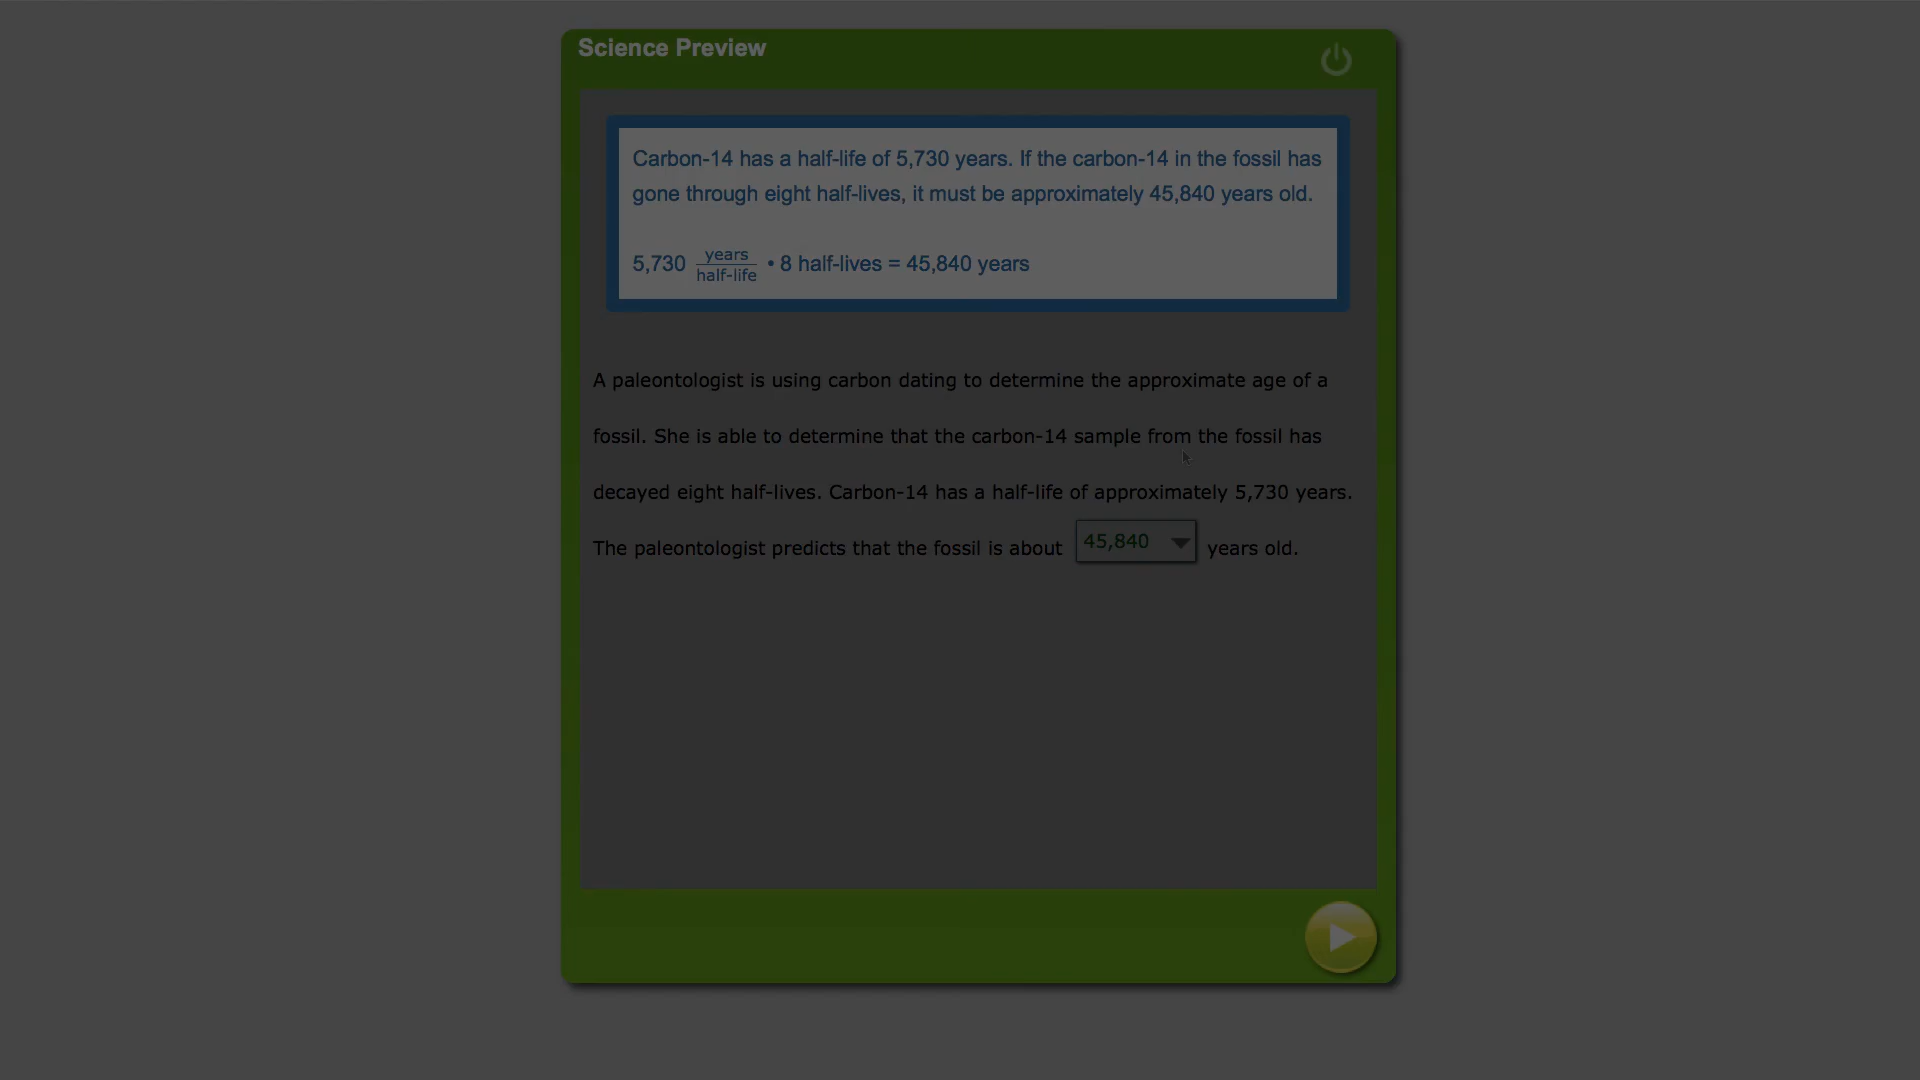 Science Preview
Carbon-14 has a half-life of 5,730 years. If the carbon-14 in the fossil has
gone through eight half-lives, it must be approximately 45,840 years old.
5,730 years/half-life • 8 half-lives = 45,840 years
A paleontologist is using carbon dating to determine the approximate age of a
fossil. She is able to determine that the carbon-14 sample from the fossil has
decayed eight half-lives. Carbon-14 has a half-life of approximately 5,730 years.
The paleontologist predicts that the fossil is about 45,840 years old.